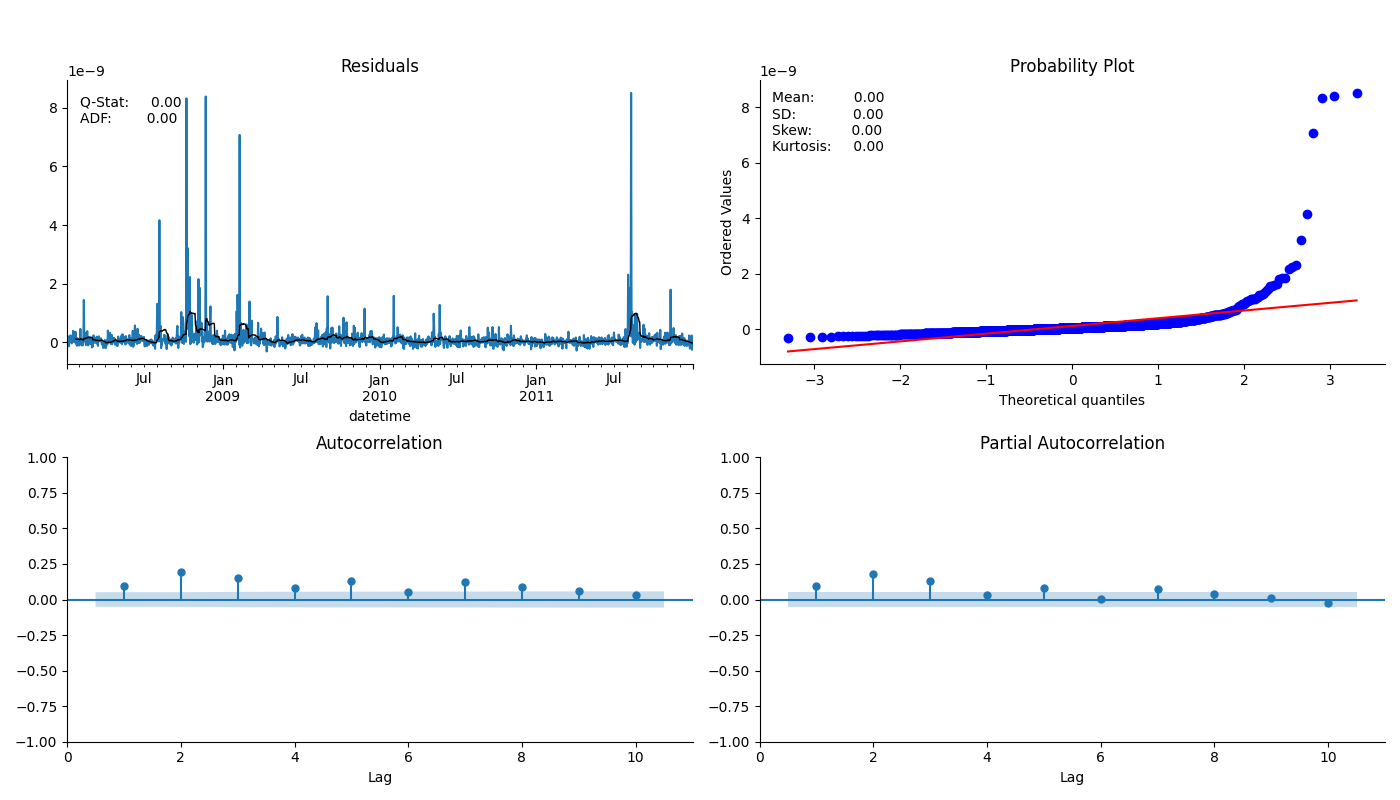 Residuals
1e−9
Q-Stat: 0.00
ADF: 0.00
8
6
4
2
0
Jul Jan Jul Jan Jul Jan Jul
2009 2010 2011
datetime
Probability Plot
1e−9
Mean: 0.00
SD: 0.00
Skew: 0.00
Kurtosis: 0.00
Ordered Values
8
6
4
2
0
−3 −2 −1 0 1 2 3
Theoretical quantiles
Autocorrelation
1.00
0.75
0.50
0.25
0.00
−0.25
−0.50
−0.75
−1.00
0 2 4 6 8 10
Lag
Partial Autocorrelation
1.00
0.75
0.50
0.25
0.00
−0.25
−0.50
−0.75
−1.00
0 2 4 6 8 10
Lag